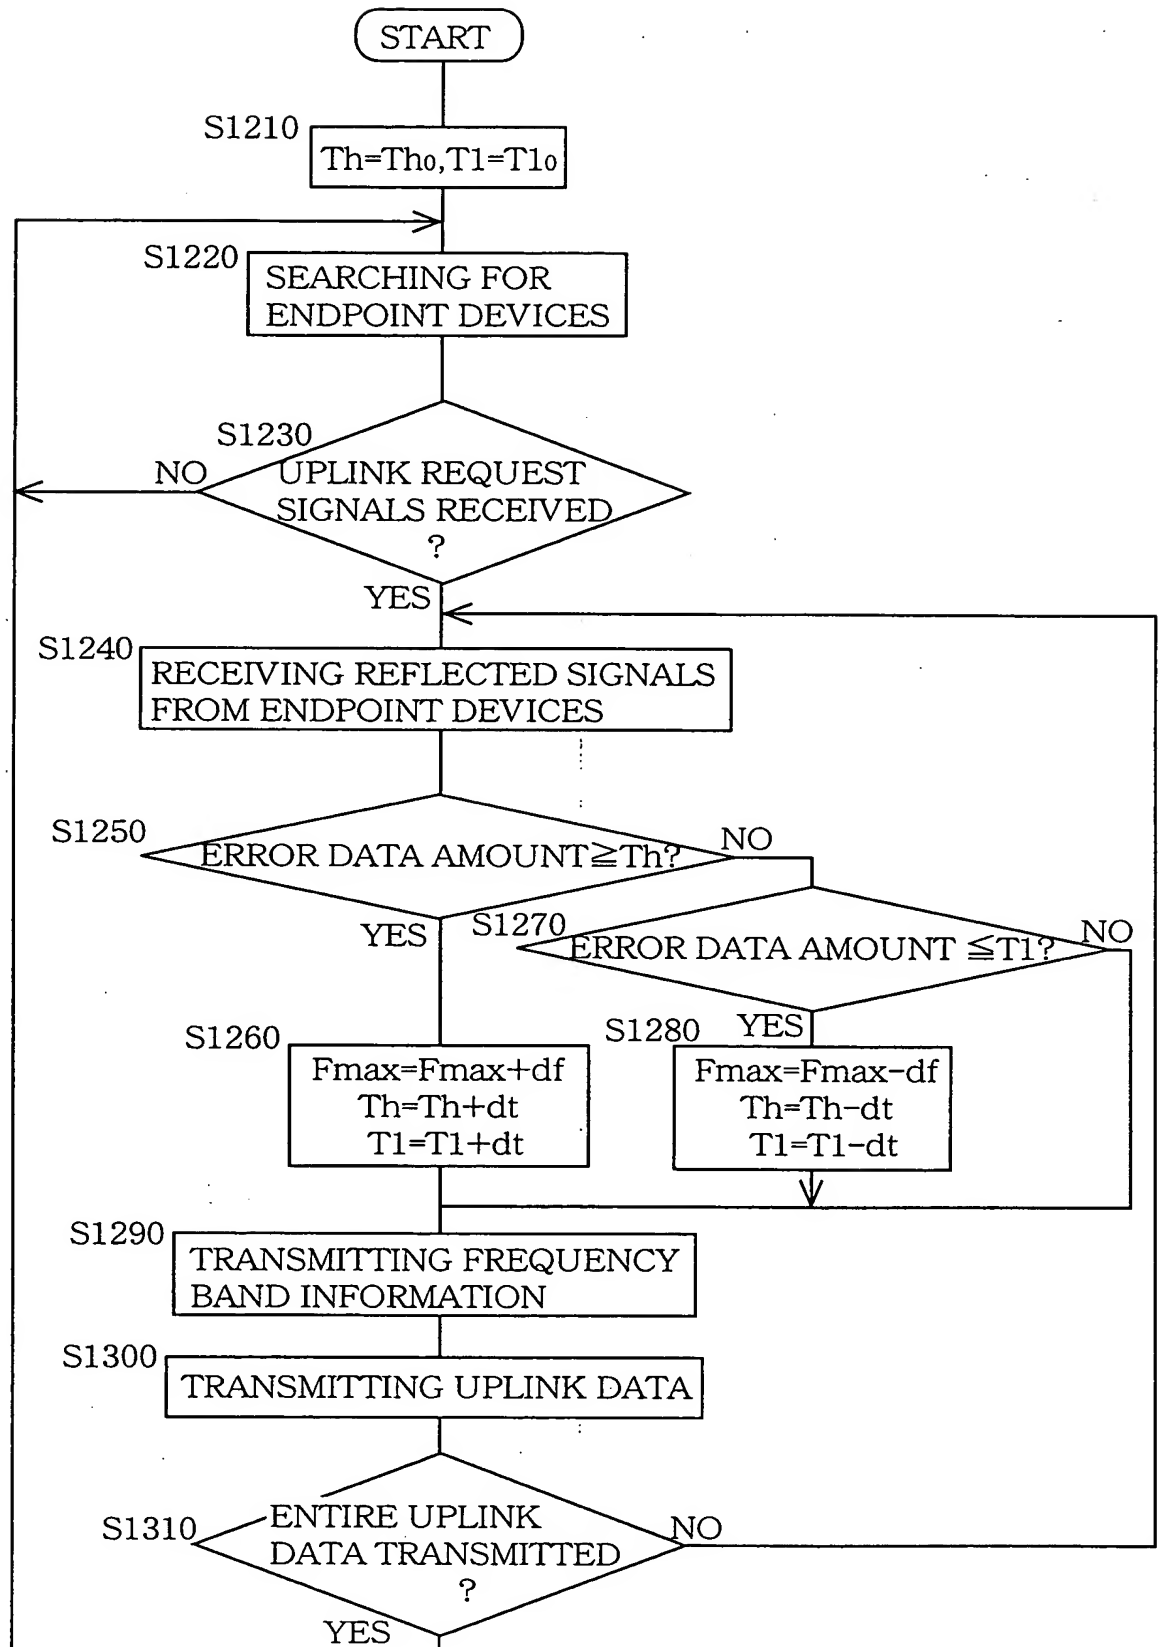 START
S1210
Th=Th0,T1=T10
S1220
SEARCHING FOR
ENDPOINT DEVICES
S1230
NO
UPLINK REQUEST
SIGNALS RECEIVED
?
YES
S1240
RECEIVING REFLECTED SIGNALS
FROM ENDPOINT DEVICES
S1250
ERROR DATA AMOUNT≧Th?
NO
YES
S1270
ERROR DATA AMOUNT ≦T1?
NO
S1260
Fmax=Fmax+df
Th=Th+dt
T1=T1+dt
S1280
YES
Fmax=Fmax-df
Th=Th-dt
T1=T1-dt
S1290
TRANSMITTING FREQUENCY
BAND INFORMATION
S1300
TRANSMITTING UPLINK DATA
S1310
ENTIRE UPLINK
DATA TRANSMITTED
?
NO
YES